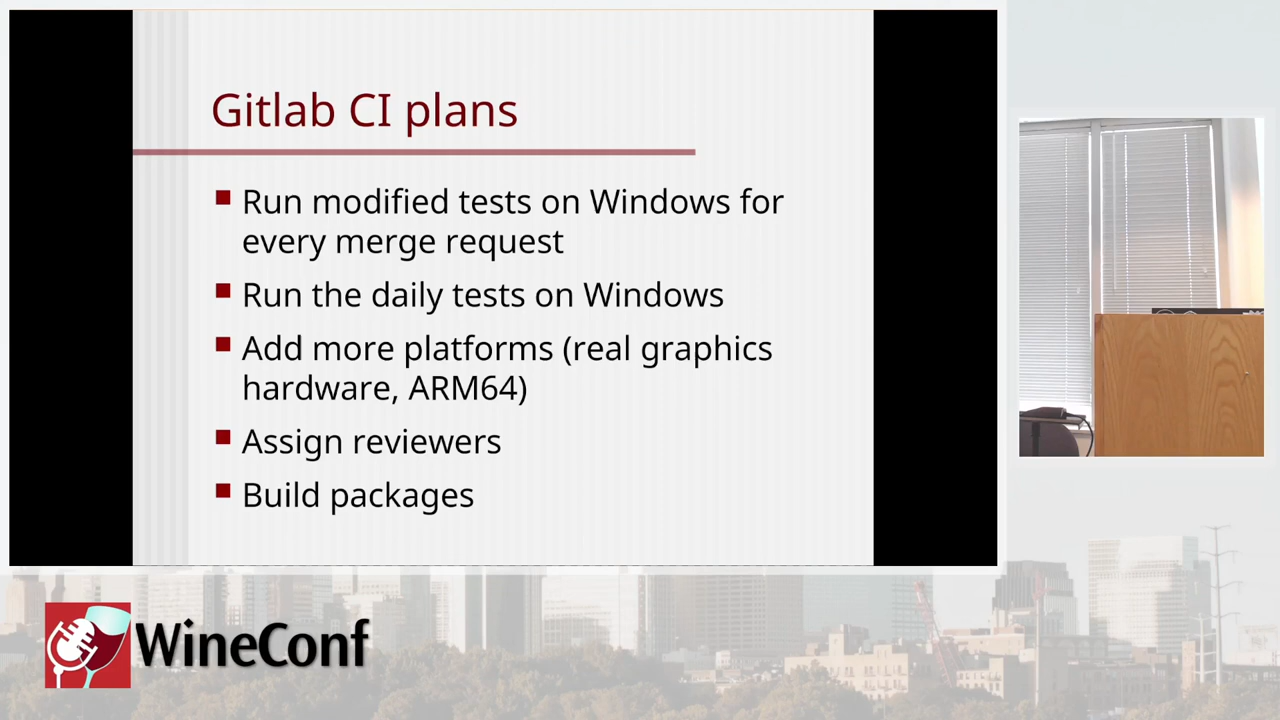 Gitlab CI plans
Run modified tests on Windows for
every merge request
Run the daily tests on Windows
Add more platforms (real graphics
hardware, ARM64)
Assign reviewers
Build packages
WineConf